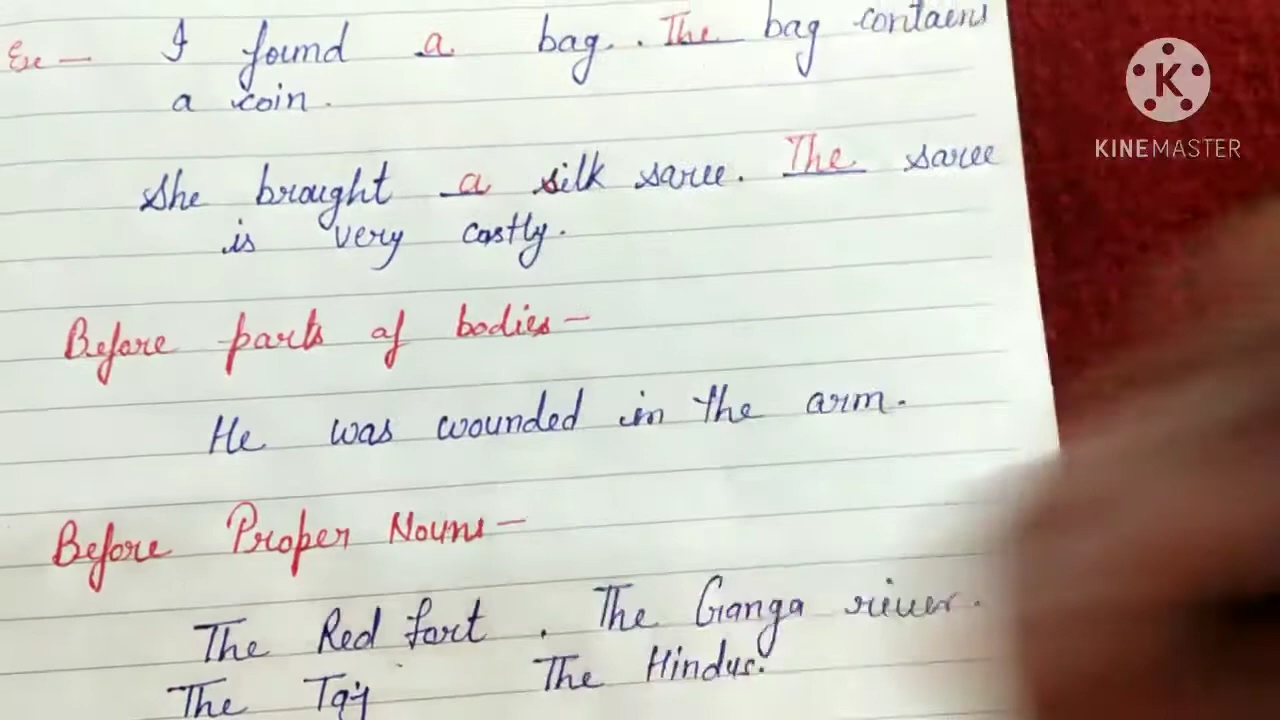 Ex - I found a bag. The bag contains
a coin.
She brought a silk saree. The saree
is very costly.
Before parts of bodies -
He was wounded in the arm.
Before Proper Nouns -
The Red fort. The Ganga river.
The Taj The Hindus.
KINEMASTER